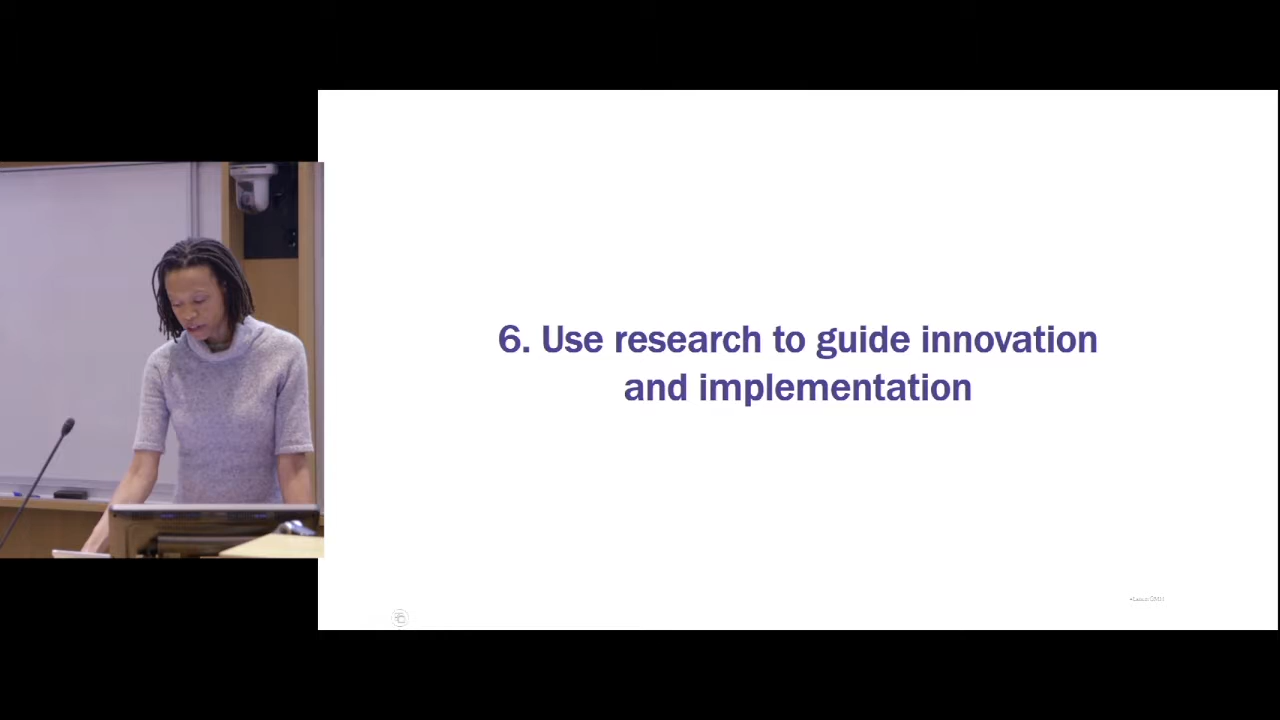 6. Use research to guide innovation
and implementation